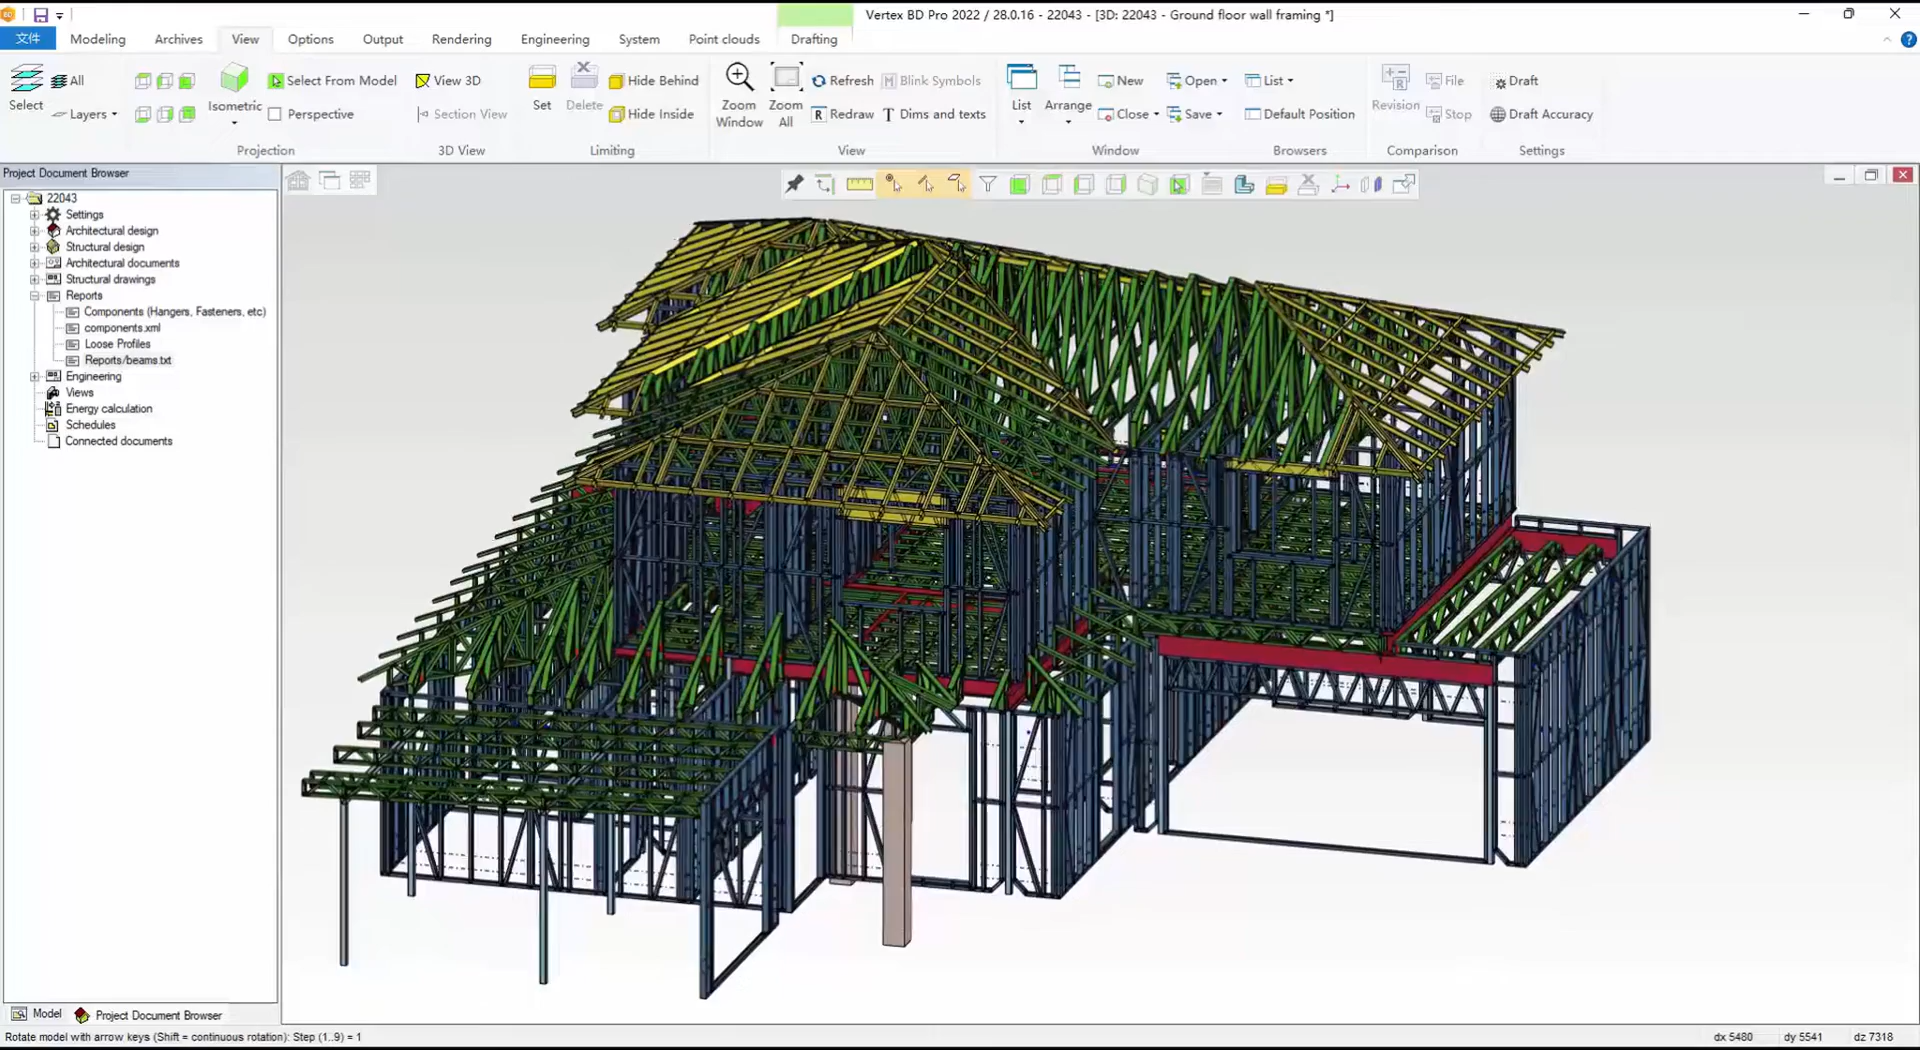 Vertex BD Pro 2022 / 28.0.16 - 22043 - [3D: 22043 - Ground floor wall framing *]
文件 Modeling Archives View Options Output Rendering Engineering System Point clouds Drafting
Select
All
Layers
Isometric
Select From Model
Perspective
Projection
View 3D
Section View
3D View
Set
Delete
Hide Behind
Hide Inside
Limiting
Zoom Window
Zoom All
Refresh
Redraw
Blink Symbols
Dims and texts
View
List
Arrange
New
Close
Open
Save
Window
List
Default Position
Browsers
Revision
File
Stop
Comparison
Draft
Draft Accuracy
Settings
Project Document Browser
22043
Settings
Architectural design
Structural design
Architectural documents
Structural drawings
Reports
Components (Hangers, Fasteners, etc)
components.xml
Loose Profiles
Reports/beams.txt
Engineering
Views
Energy calculation
Schedules
Connected documents
Model Project Document Browser
Rotate model with arrow keys (Shift = continuous rotation): Step (1..9) = 1
dx 5480 dy 5541 dz 7318